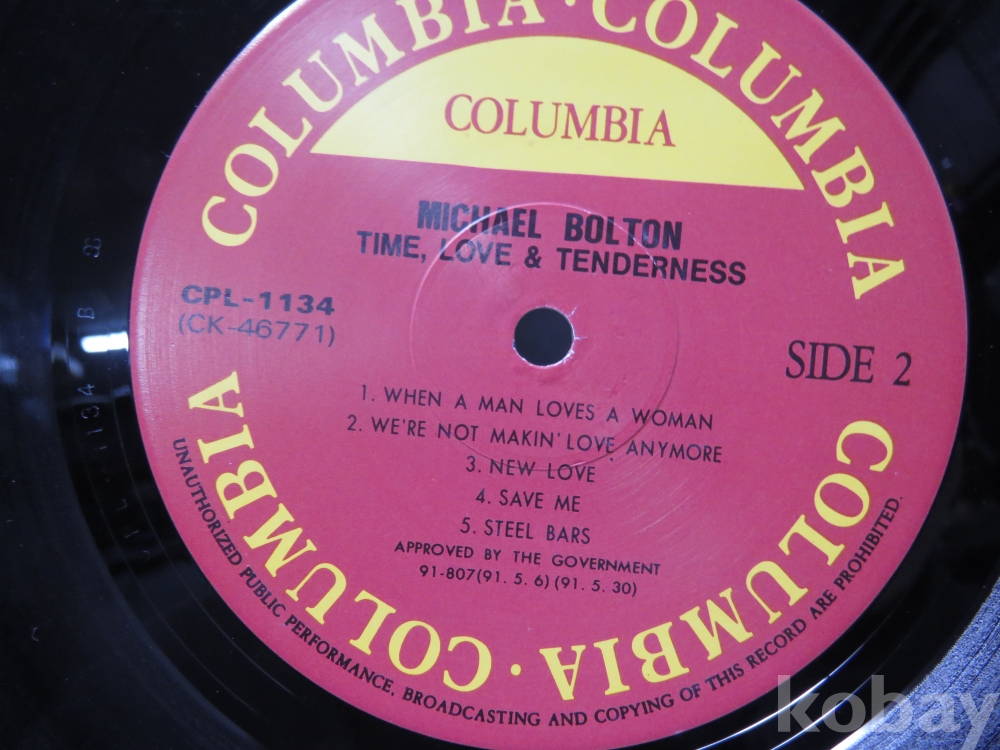 COLUMBIA · COLUMBIA
COLUMBIA
MICHAEL BOLTON
TIME, LOVE & TENDERNESS
CPL-1134
(CK-46771)
SIDE 2
1. WHEN A MAN LOVES A WOMAN
2. WE'RE NOT MAKIN' LOVE ANYMORE
3. NEW LOVE
4. SAVE ME
5. STEEL BARS
APPROVED BY THE GOVERNMENT
91-807(91. 5. 6) (91. 5. 30)
COLUMBIA · COLUMBIA
UNAUTHORIZED PUBLIC PERFORMANCE, BROADCASTING AND COPYING OF THIS RECORD ARE PROHIBITED.
kobay